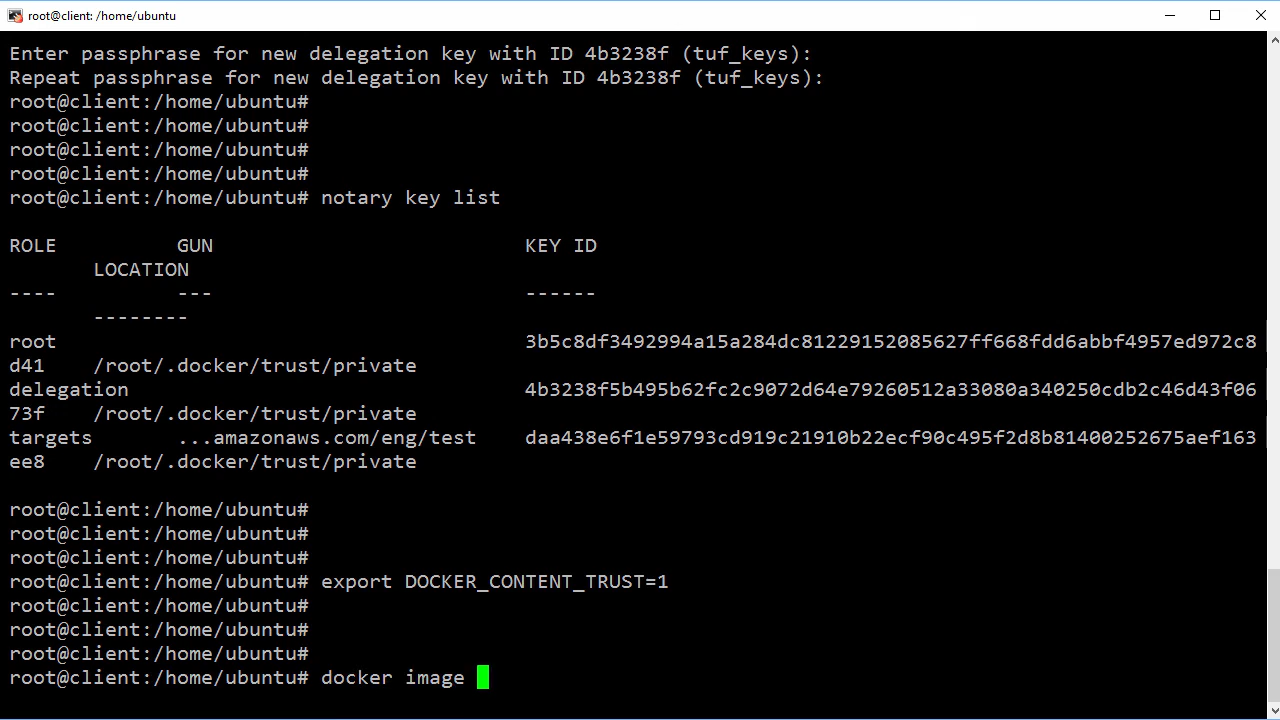 root@client: /home/ubuntu
Enter passphrase for new delegation key with ID 4b3238f (tuf_keys):
Repeat passphrase for new delegation key with ID 4b3238f (tuf_keys):
root@client:/home/ubuntu#
root@client:/home/ubuntu#
root@client:/home/ubuntu#
root@client:/home/ubuntu#
root@client:/home/ubuntu# notary key list
ROLE          GUN                          KEY ID
       LOCATION
----          ---                          ------
       --------
root                                       3b5c8df3492994a15a284dc81229152085627ff668fdd6abbf4957ed972c8
d41    /root/.docker/trust/private
delegation                                 4b3238f5b495b62fc2c9072d64e79260512a33080a340250cdb2c46d43f06
73f    /root/.docker/trust/private
targets       ...amazonaws.com/eng/test    daa438e6f1e59793cd919c21910b22ecf90c495f2d8b81400252675aef163
ee8    /root/.docker/trust/private
root@client:/home/ubuntu#
root@client:/home/ubuntu#
root@client:/home/ubuntu#
root@client:/home/ubuntu# export DOCKER_CONTENT_TRUST=1
root@client:/home/ubuntu#
root@client:/home/ubuntu#
root@client:/home/ubuntu#
root@client:/home/ubuntu# docker image